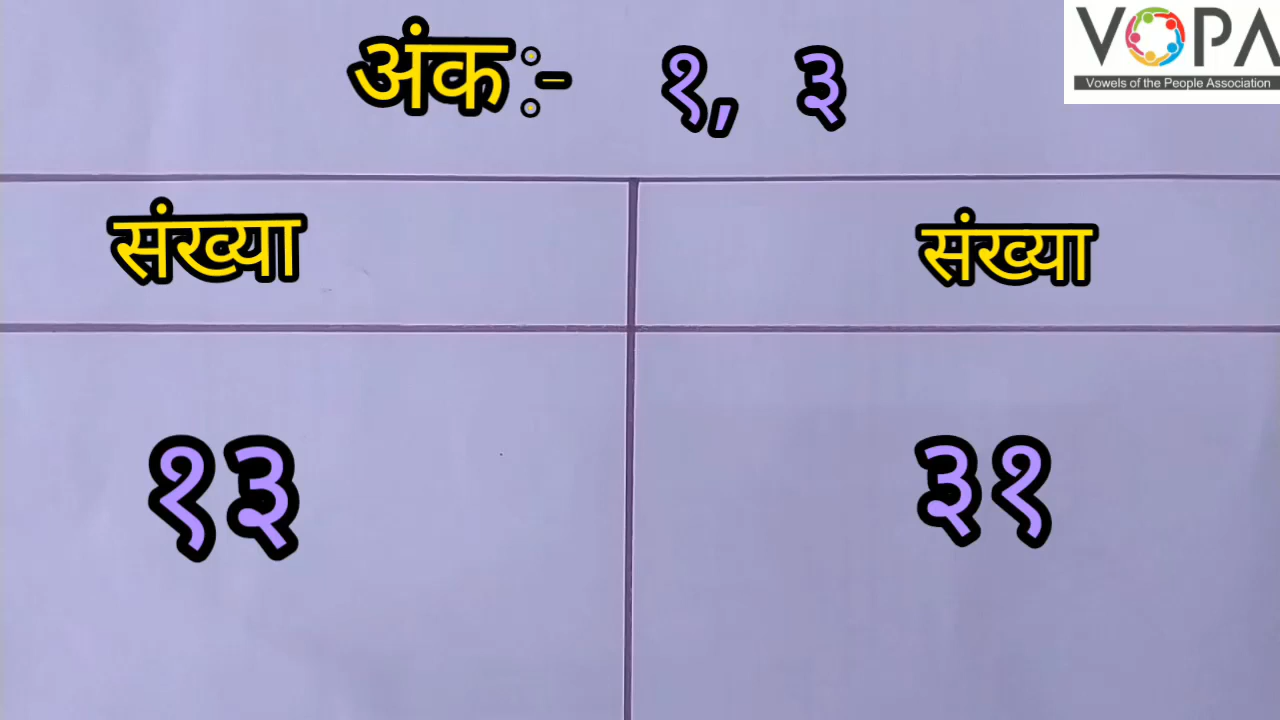 अंक :- १, ३
VOPA
Vowels of the People Association
संख्या संख्या
१३ ३१